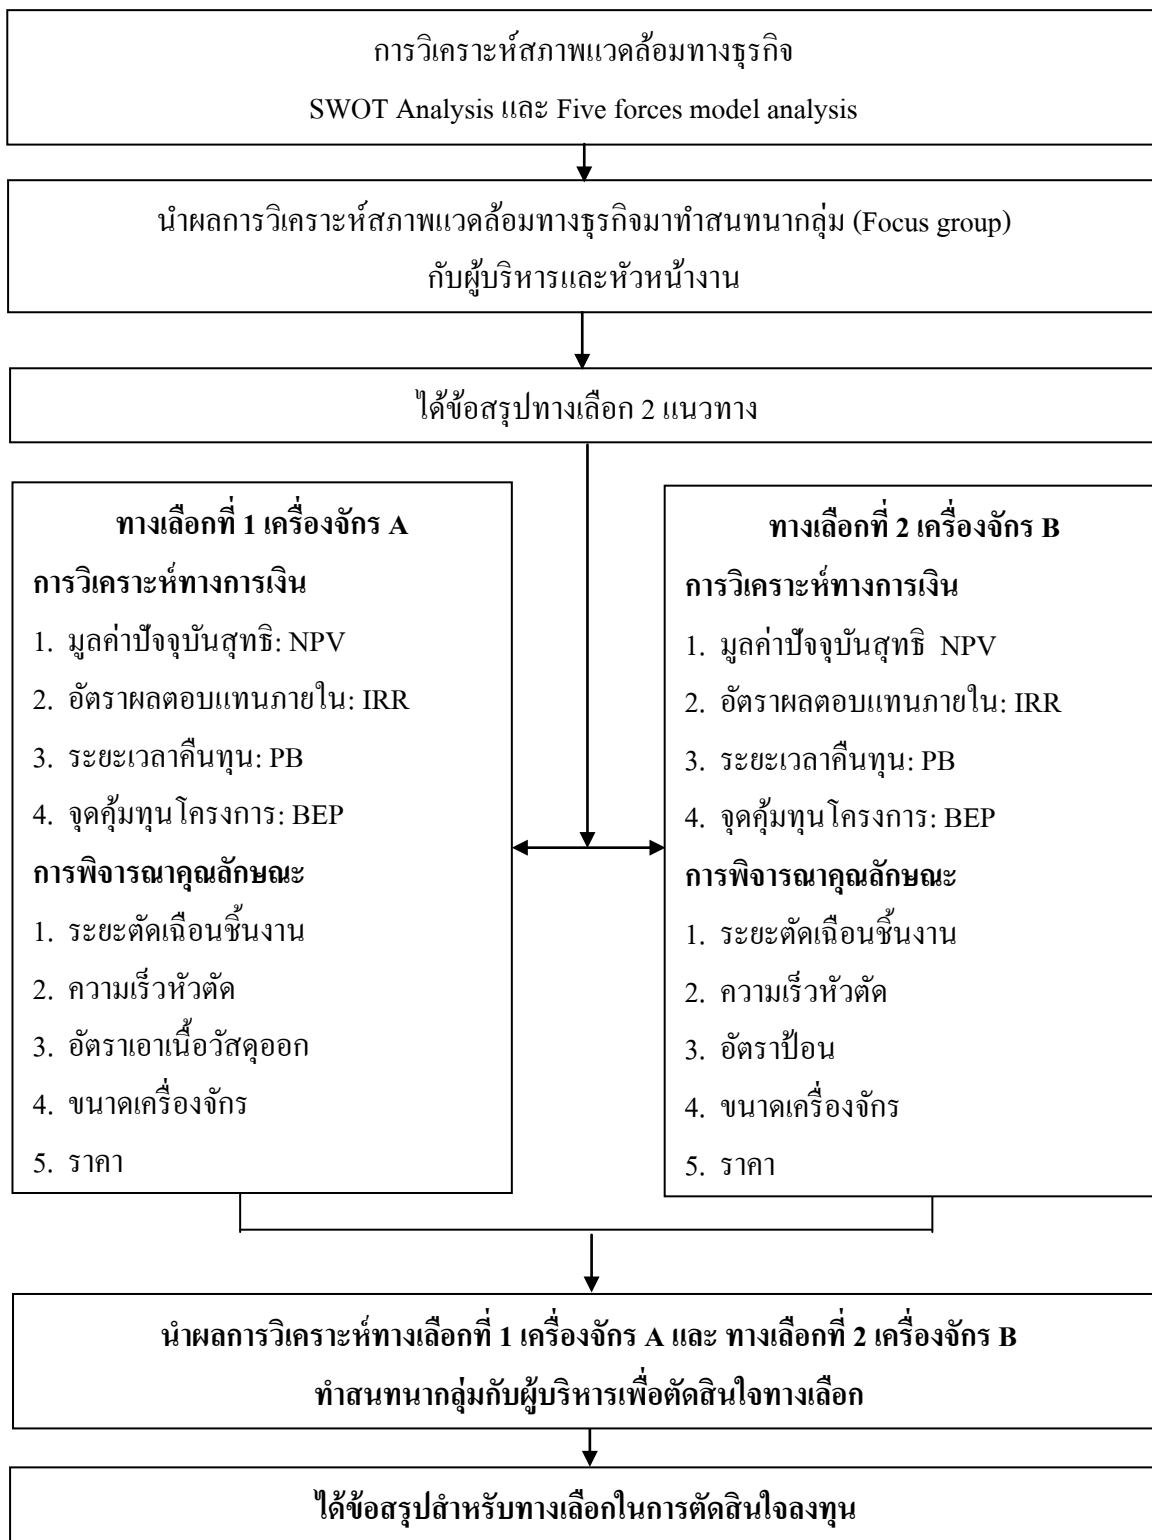 การวิเคราะห์สภาพแวดล้อมทางธุรกิจ
SWOT Analysis และ Five forces model analysis
นำผลการวิเคราะห์สภาพแวดล้อมทางธุรกิจมาทำสนทนากลุ่ม (Focus group)
กับผู้บริหารและหัวหน้างาน
ได้ข้อสรุปทางเลือก 2 แนวทาง
ทางเลือกที่ 1 เครื่องจักร A
การวิเคราะห์ทางการเงิน
1. มูลค่าปัจจุบันสุทธิ: NPV
2. อัตราผลตอบแทนภายใน: IRR
3. ระยะเวลาคืนทุน: PB
4. จุดคุ้มทุนโครงการ: BEP
การพิจารณาคุณลักษณะ
1. ระยะตัดเฉือนชิ้นงาน
2. ความเร็วหัวตัด
3. อัตราเอาเนื้อวัสดุออก
4. ขนาดเครื่องจักร
5. ราคา
ทางเลือกที่ 2 เครื่องจักร B
การวิเคราะห์ทางการเงิน
1. มูลค่าปัจจุบันสุทธิ NPV
2. อัตราผลตอบแทนภายใน: IRR
3. ระยะเวลาคืนทุน: PB
4. จุดคุ้มทุนโครงการ: BEP
การพิจารณาคุณลักษณะ
1. ระยะตัดเฉือนชิ้นงาน
2. ความเร็วหัวตัด
3. อัตราป้อน
4. ขนาดเครื่องจักร
5. ราคา
นำผลการวิเคราะห์ทางเลือกที่ 1 เครื่องจักร A และ ทางเลือกที่ 2 เครื่องจักร B
ทำสนทนากลุ่มกับผู้บริหารเพื่อตัดสินใจทางเลือก
ได้ข้อสรุปสำหรับทางเลือกในการตัดสินใจลงทุน